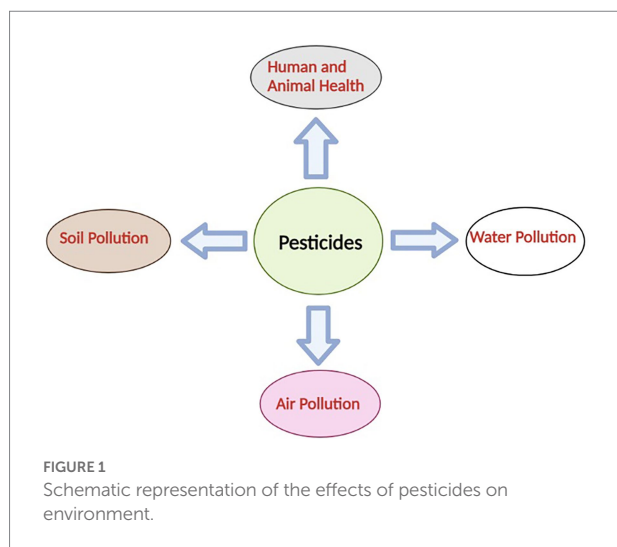 Human and
Animal Health
Soil Pollution
Pesticides
Water Pollution
Air Pollution
FIGURE 1
Schematic representation of the effects of pesticides on
environment.